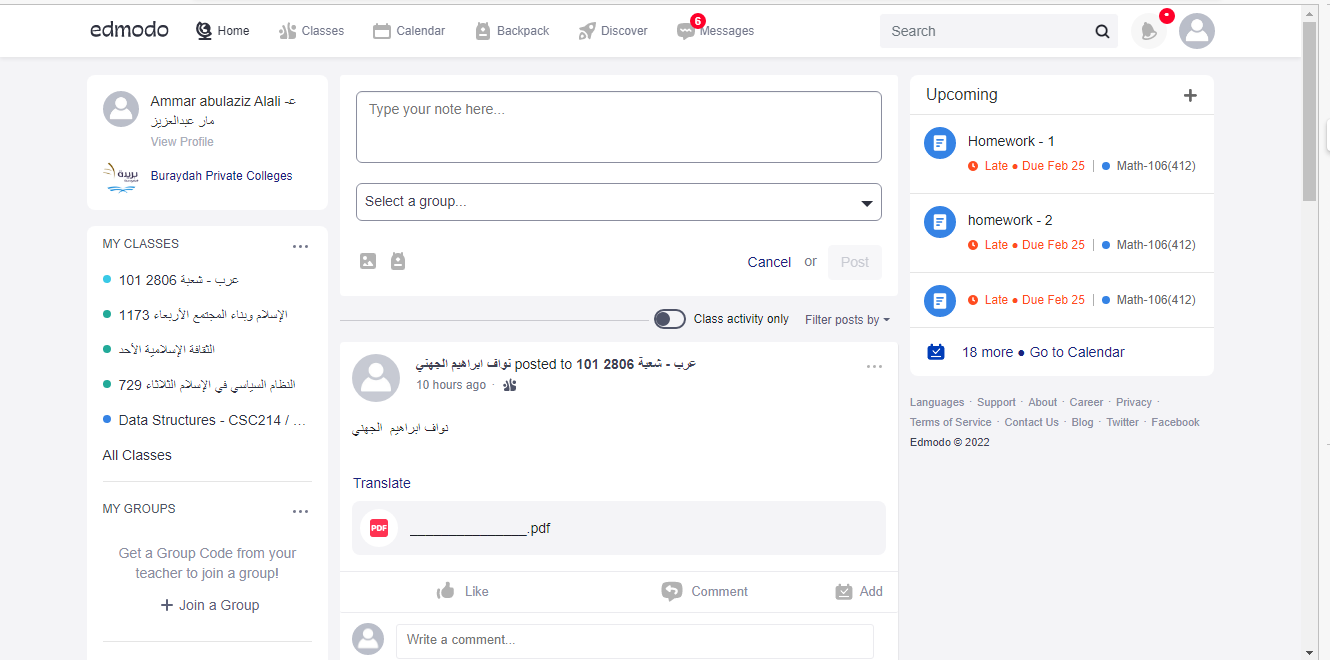 edmodo
Home
Classes
Calendar
Backpack
Discover
6
Messages
Search
Ammar abulaziz Alali -عـ
مار عبدالعزيز
View Profile
بريدة
Buraydah Private Colleges
MY CLASSES
عرب - شعبة 2806 101
الإسلام وبناء المجتمع الأربعاء 1173
الثقافة الإسلامية الأحد
النظام السياسي في الإسلام الثلاثاء 729
Data Structures - CSC214 / ...
All Classes
MY GROUPS
Get a Group Code from your
teacher to join a group!
+ Join a Group
Type your note here...
Select a group...
Cancel or Post
Class activity only
Filter posts by
نواف ابراهيم الجهني posted to عرب - شعبة 2806 101
10 hours ago ·
نواف ابراهيم الجهني
Translate
PDF
_______________.pdf
Like
Comment
Add
Write a comment...
Upcoming +
Homework - 1
Late ● Due Feb 25 | ● Math-106(412)
homework - 2
Late ● Due Feb 25 | ● Math-106(412)
Late ● Due Feb 25 | ● Math-106(412)
18 more ● Go to Calendar
Languages · Support · About · Career · Privacy ·
Terms of Service · Contact Us · Blog · Twitter · Facebook
Edmodo © 2022